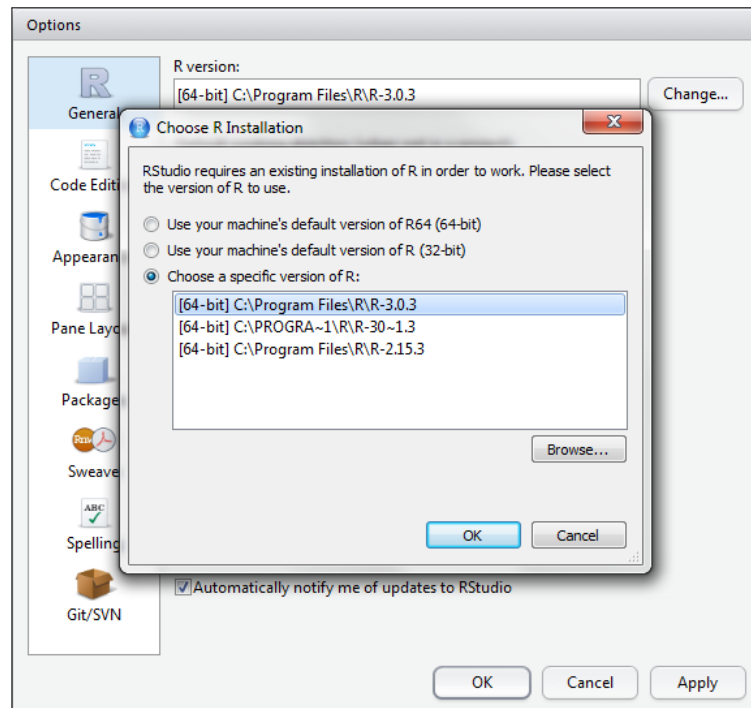 Options
R version:
[64-bit] C:\Program Files\R\R-3.0.3
Change...
General
Choose R Installation
RStudio requires an existing installation of R in order to work. Please select
the version of R to use.
Use your machine's default version of R64 (64-bit)
Use your machine's default version of R (32-bit)
Choose a specific version of R:
[64-bit] C:\Program Files\R\R-3.0.3
[64-bit] C:\PROGRA~1\R\R-30~1.3
[64-bit] C:\Program Files\R\R-2.15.3
Browse...
OK
Cancel
Code Editi
Appearan
Pane Layo
Package
Sweave
ABC
Spelling
Git/SVN
Automatically notify me of updates to RStudio
OK
Cancel
Apply